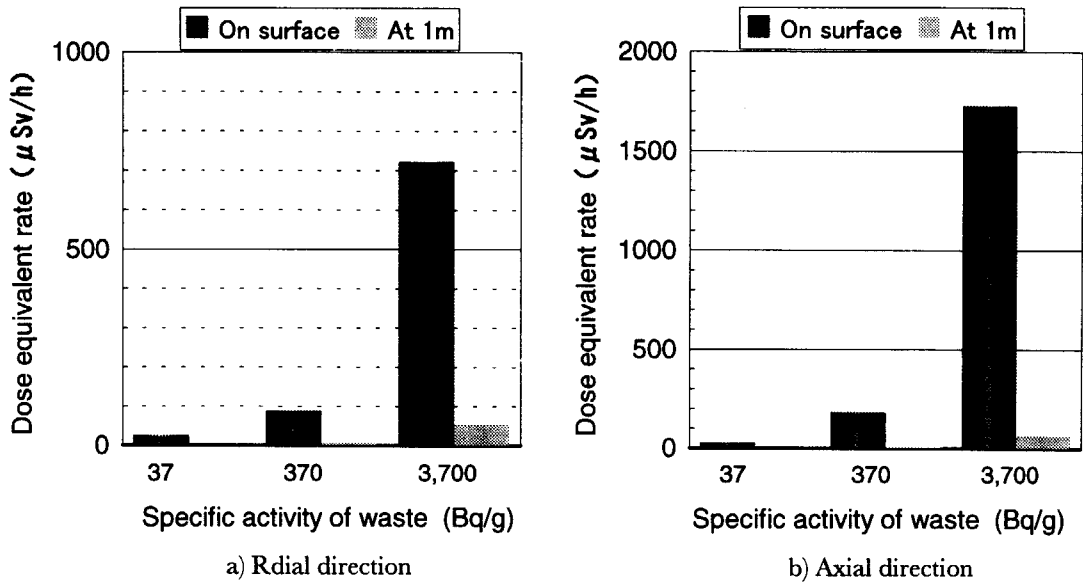 On surface At 1m
1000
500
0
Dose equivalent rate (μSv/h)
37 370 3,700
Specific activity of waste (Bq/g)
a) Rdial direction
On surface At 1m
2000
1500
1000
500
0
Dose equivalent rate (μSv/h)
37 370 3,700
Specific activity of waste (Bq/g)
b) Axial direction